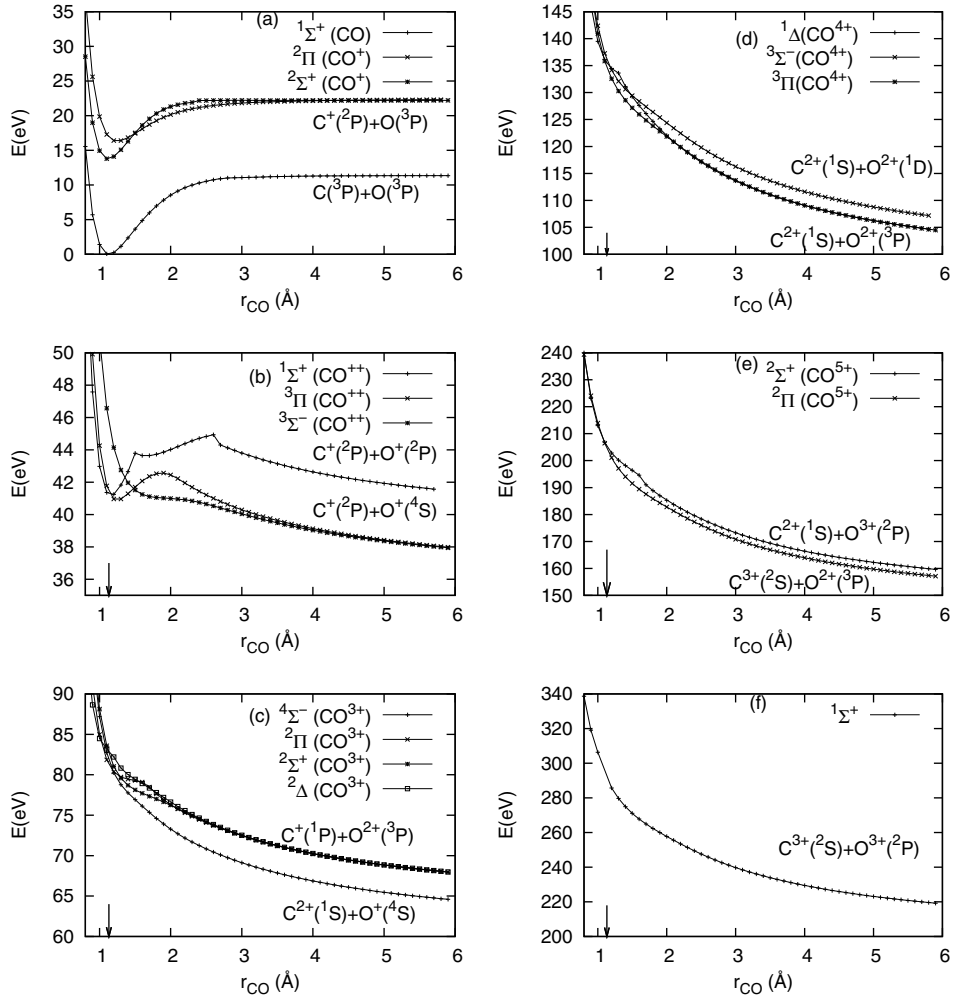 (a)
¹Σ⁺ (CO)
²Π (CO⁺)
²Σ⁺ (CO⁺)
C⁺(²P)+O(³P)
C(³P)+O(³P)
E(eV)
35
30
25
20
15
10
5
0
1 2 3 4 5 6
r_CO (Å)
(d)
¹Δ(CO⁴⁺)
³Σ⁻(CO⁴⁺)
³Π(CO⁴⁺)
C²⁺(¹S)+O²⁺(¹D)
C²⁺(¹S)+O²⁺(³P)
E(eV)
145
140
135
130
125
120
115
110
105
100
1 2 3 4 5 6
r_CO (Å)
(b)
¹Σ⁺ (CO⁺⁺)
³Π (CO⁺⁺)
³Σ⁻ (CO⁺⁺)
C⁺(²P)+O⁺(²P)
C⁺(²P)+O⁺(⁴S)
E(eV)
50
48
46
44
42
40
38
36
1 2 3 4 5 6
r_CO (Å)
(e)
²Σ⁺ (CO⁵⁺)
²Π (CO⁵⁺)
C²⁺(¹S)+O³⁺(²P)
C³⁺(²S)+O²⁺(³P)
E(eV)
240
230
220
210
200
190
180
170
160
150
1 2 3 4 5 6
r_CO (Å)
(c)
⁴Σ⁻ (CO³⁺)
²Π (CO³⁺)
²Σ⁺ (CO³⁺)
²Δ (CO³⁺)
C⁺(¹P)+O²⁺(³P)
C²⁺(¹S)+O⁺(⁴S)
E(eV)
90
85
80
75
70
65
60
1 2 3 4 5 6
r_CO (Å)
(f)
¹Σ⁺
C³⁺(²S)+O³⁺(²P)
E(eV)
340
320
300
280
260
240
220
200
1 2 3 4 5 6
r_CO (Å)